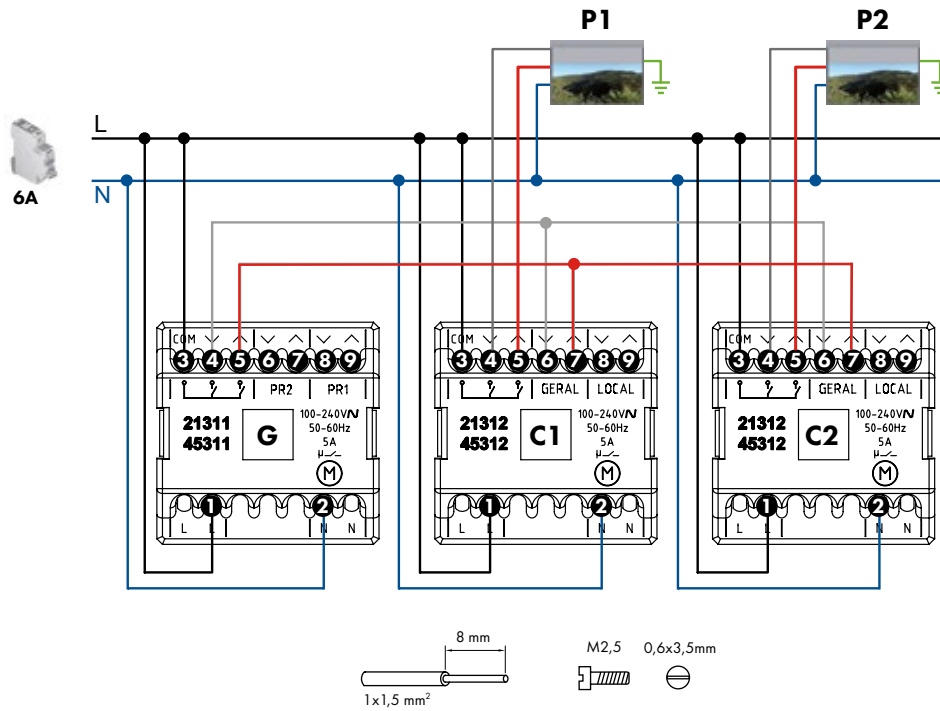 P1 P2
L
6A
N
COM
3 4 5 6 7 8 9
PR2 PR1
21311
45311
G
100-240V
50-60Hz
5A
μ
M
1 2
L L N N
COM
3 4 5 6 7 8 9
GERAL LOCAL
21312
45312
C1
100-240V
50-60Hz
5A
μ
M
1 2
L L N N
COM
3 4 5 6 7 8 9
GERAL LOCAL
21312
45312
C2
100-240V
50-60Hz
5A
μ
M
1 2
L L N N
8 mm
1x1,5 mm²
M2,5 0,6x3,5mm